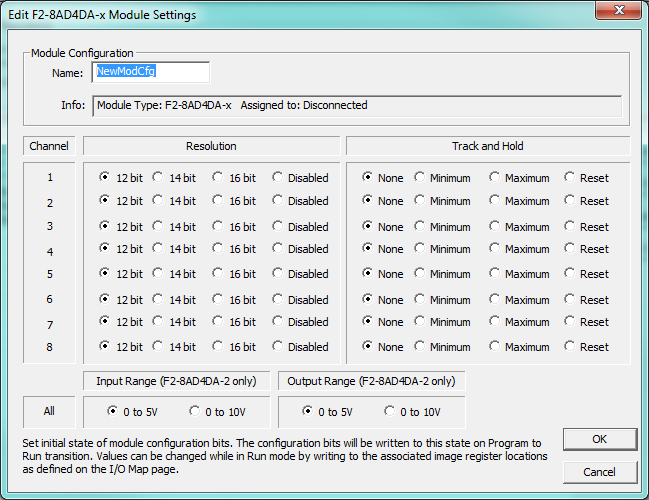 Edit F2-8AD4DA-x Module Settings
Module Configuration
Name: NewModCfg
Info: Module Type: F2-8AD4DA-x Assigned to: Disconnected
Channel Resolution Track and Hold
1 12 bit 14 bit 16 bit Disabled None Minimum Maximum Reset
2 12 bit 14 bit 16 bit Disabled None Minimum Maximum Reset
3 12 bit 14 bit 16 bit Disabled None Minimum Maximum Reset
4 12 bit 14 bit 16 bit Disabled None Minimum Maximum Reset
5 12 bit 14 bit 16 bit Disabled None Minimum Maximum Reset
6 12 bit 14 bit 16 bit Disabled None Minimum Maximum Reset
7 12 bit 14 bit 16 bit Disabled None Minimum Maximum Reset
8 12 bit 14 bit 16 bit Disabled None Minimum Maximum Reset
Input Range (F2-8AD4DA-2 only) Output Range (F2-8AD4DA-2 only)
All 0 to 5V 0 to 10V 0 to 5V 0 to 10V
Set initial state of module configuration bits. The configuration bits will be written to this state on Program to
Run transition. Values can be changed while in Run mode by writing to the associated image register locations
as defined on the I/O Map page.
OK
Cancel